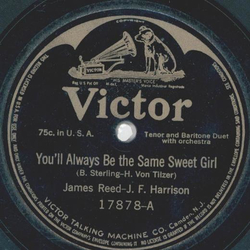 "HIS MASTER'S VOICE"
Victor
75c. in U.S.A.
Tenor and Baritone Duet
with orchestra
You'll Always Be the Same Sweet Girl
(B. Sterling-H. Von Tilzer)
James Reed-J. F. Harrison
17878-A
VICTOR TALKING MACHINE CO. Camden, N.J.